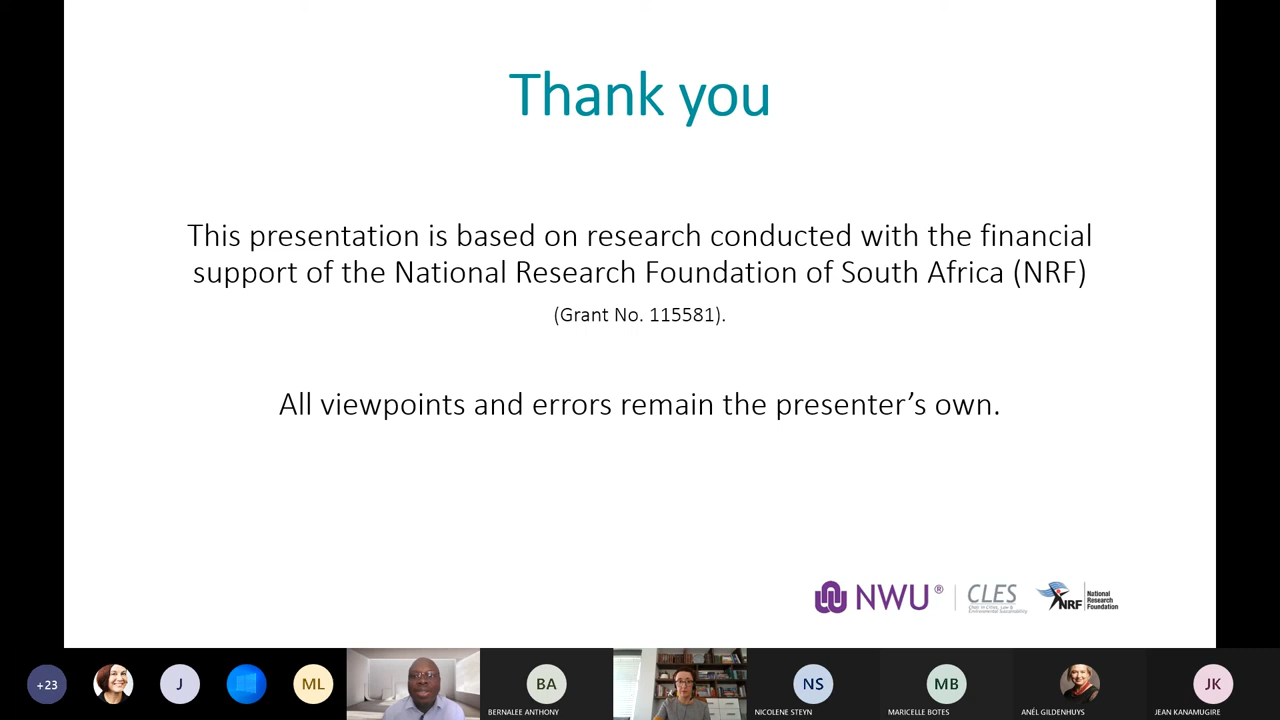 Thank you
This presentation is based on research conducted with the financial
support of the National Research Foundation of South Africa (NRF)
(Grant No. 115581).
All viewpoints and errors remain the presenter's own.
NWU®
CLES
Chair in Cities, Law &
Environmental Sustainability
NRF
National
Research
Foundation
+23
J
ML
BA
BERNALEE ANTHONY
NS
NICOLENE STEYN
MB
MARICELLE BOTES
ANÉL GILDENHUYS
JK
JEAN KANAMUGIRE